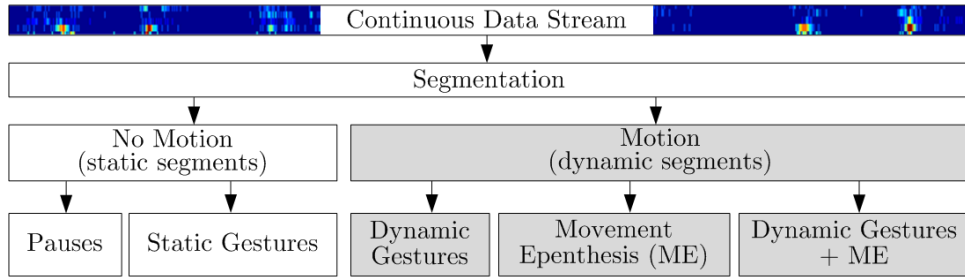 Continuous Data Stream
Segmentation
No Motion
(static segments)
Motion
(dynamic segments)
Pauses
Static Gestures
Dynamic
Gestures
Movement
Epenthesis (ME)
Dynamic Gestures
+ ME